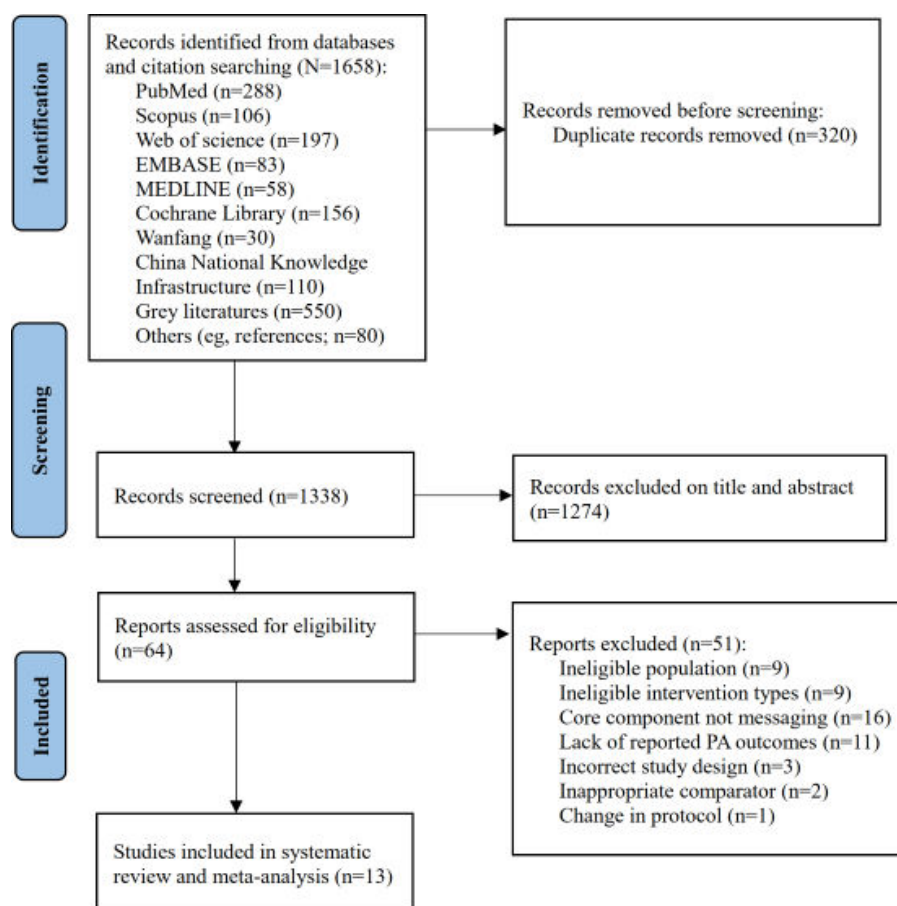 Identification
Records identified from databases
and citation searching (N=1658):
PubMed (n=288)
Scopus (n=106)
Web of science (n=197)
EMBASE (n=83)
MEDLINE (n=58)
Cochrane Library (n=156)
Wanfang (n=30)
China National Knowledge
Infrastructure (n=110)
Grey literatures (n=550)
Others (eg, references; n=80)
Records removed before screening:
Duplicate records removed (n=320)
Screening
Records screened (n=1338)
Records excluded on title and abstract
(n=1274)
Included
Reports assessed for eligibility
(n=64)
Reports excluded (n=51):
Ineligible population (n=9)
Ineligible intervention types (n=9)
Core component not messaging (n=16)
Lack of reported PA outcomes (n=11)
Incorrect study design (n=3)
Inappropriate comparator (n=2)
Change in protocol (n=1)
Studies included in systematic
review and meta-analysis (n=13)